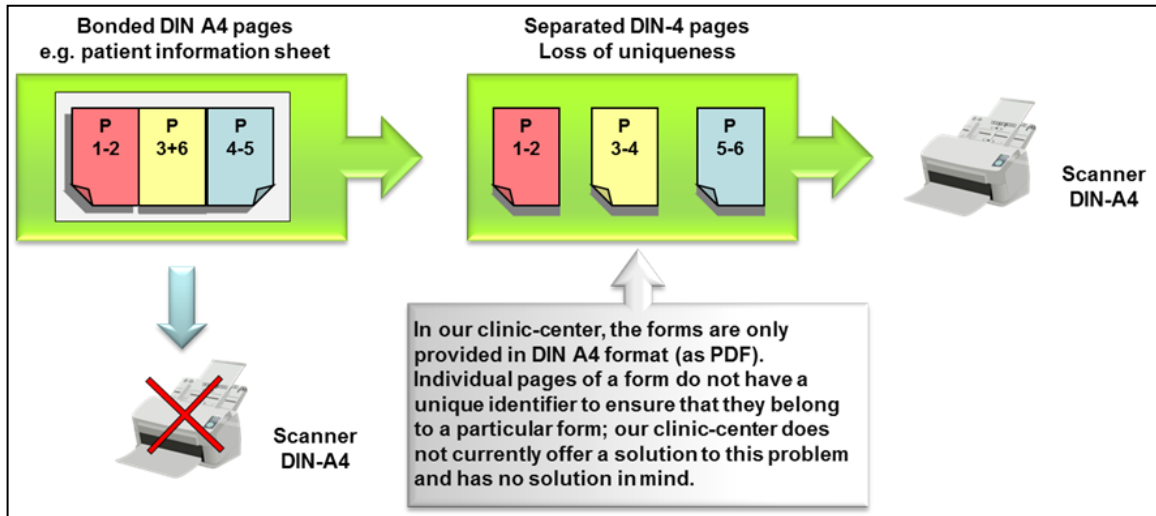 Bonded DIN A4 pages
e.g. patient information sheet
P
1-2
P
3+6
P
4-5
Separated DIN-4 pages
Loss of uniqueness
P
1-2
P
3-4
P
5-6
Scanner
DIN-A4
Scanner
DIN-A4
In our clinic-center, the forms are only
provided in DIN A4 format (as PDF).
Individual pages of a form do not have a
unique identifier to ensure that they belong
to a particular form; our clinic-center does
not currently offer a solution to this problem
and has no solution in mind.